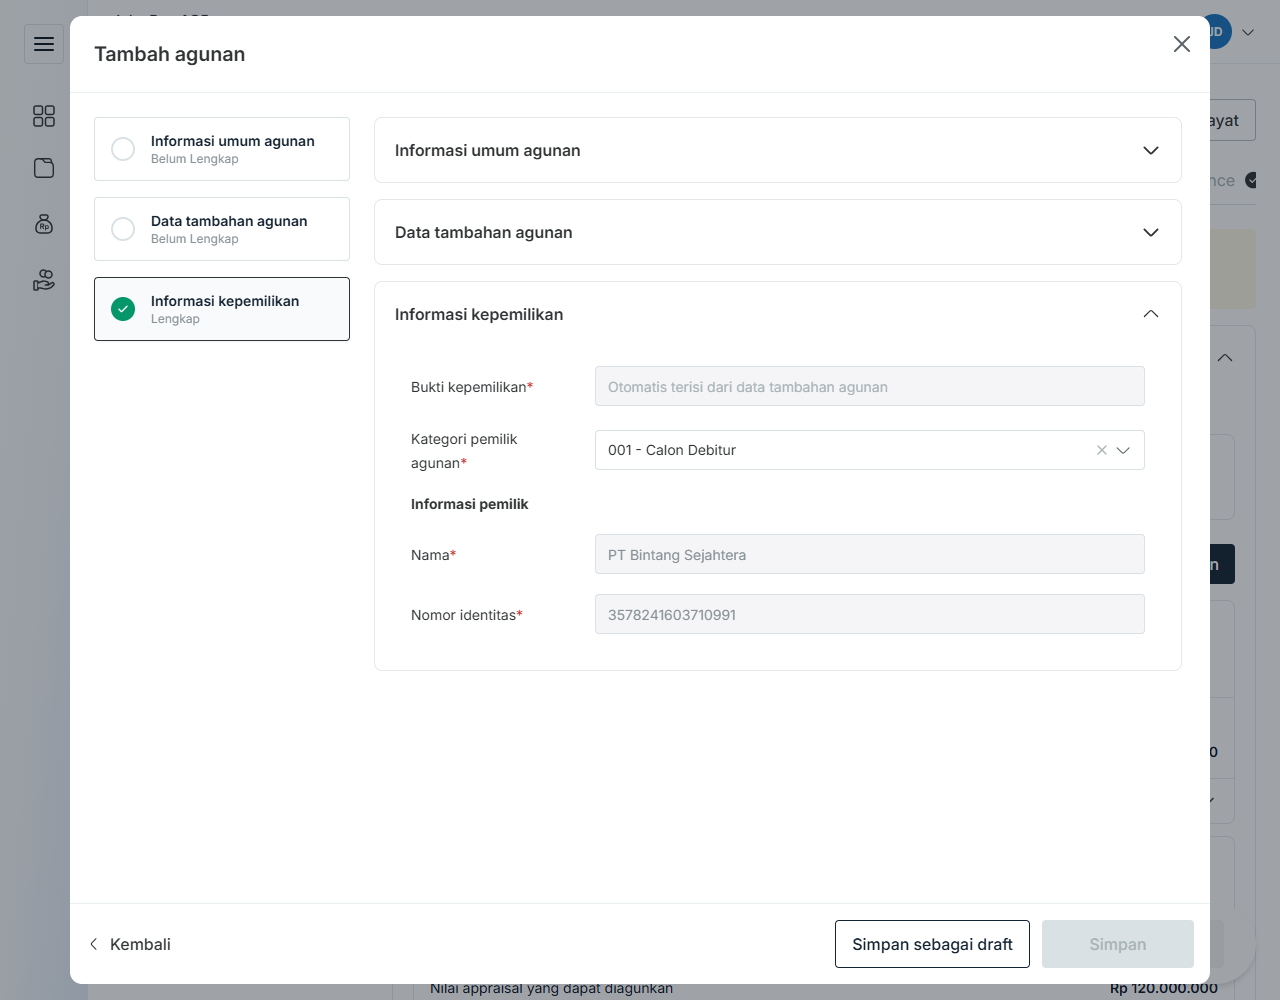 Tambah agunan
Informasi umum agunan
Belum Lengkap
Data tambahan agunan
Belum Lengkap
Informasi kepemilikan
Lengkap
Informasi umum agunan
Data tambahan agunan
Informasi kepemilikan
Bukti kepemilikan*
Otomatis terisi dari data tambahan agunan
Kategori pemilik
agunan*
001 - Calon Debitur
Informasi pemilik
Nama*
PT Bintang Sejahtera
Nomor identitas*
3578241603710991
Kembali
Simpan sebagai draft
Simpan
Nilai appraisal yang dapat diagunkan
Rp 120.000.000